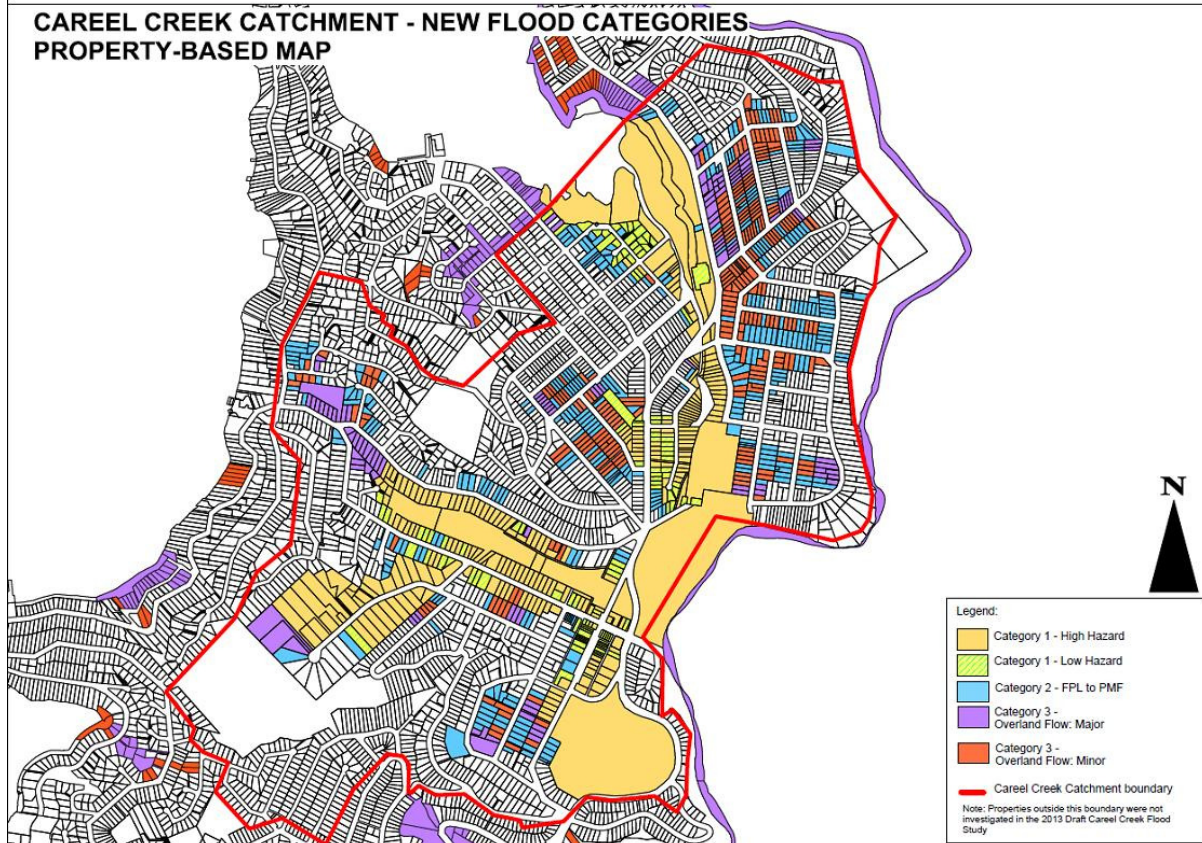 CAREEL CREEK CATCHMENT - NEW FLOOD CATEGORIES
PROPERTY-BASED MAP
N
Legend:
Category 1 - High Hazard
Category 1 - Low Hazard
Category 2 - FPL to PMF
Category 3 -
Overland Flow: Major
Category 3 -
Overland Flow: Minor
Careel Creek Catchment boundary
Note: Properties outside this boundary were not
investigated in the 2013 Draft Careel Creek Flood
Study